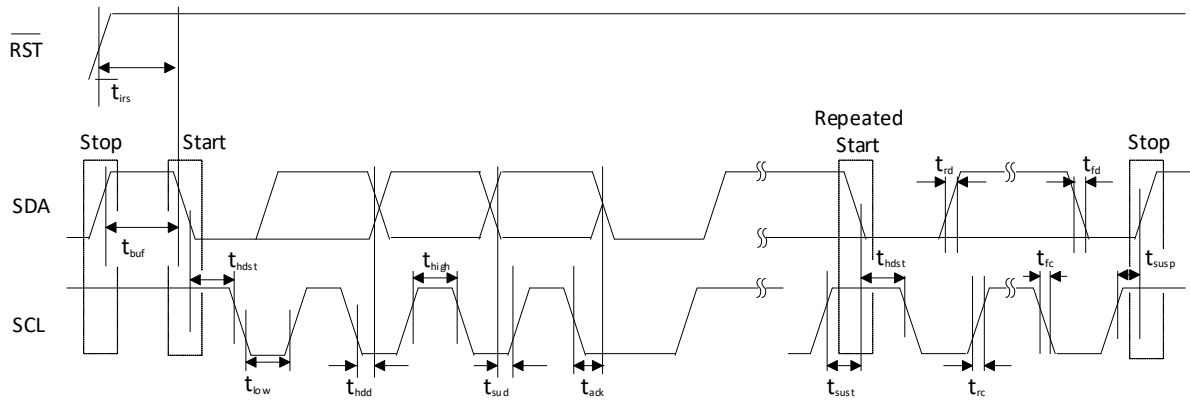 RST
t_irs
Stop
Start
Repeated
Start
Stop
t_rd
t_fd
SDA
t_buf
t_hdst
t_high
t_hdst
t_fc
t_susp
SCL
t_low
t_hdd
t_sud
t_ack
t_sust
t_rc